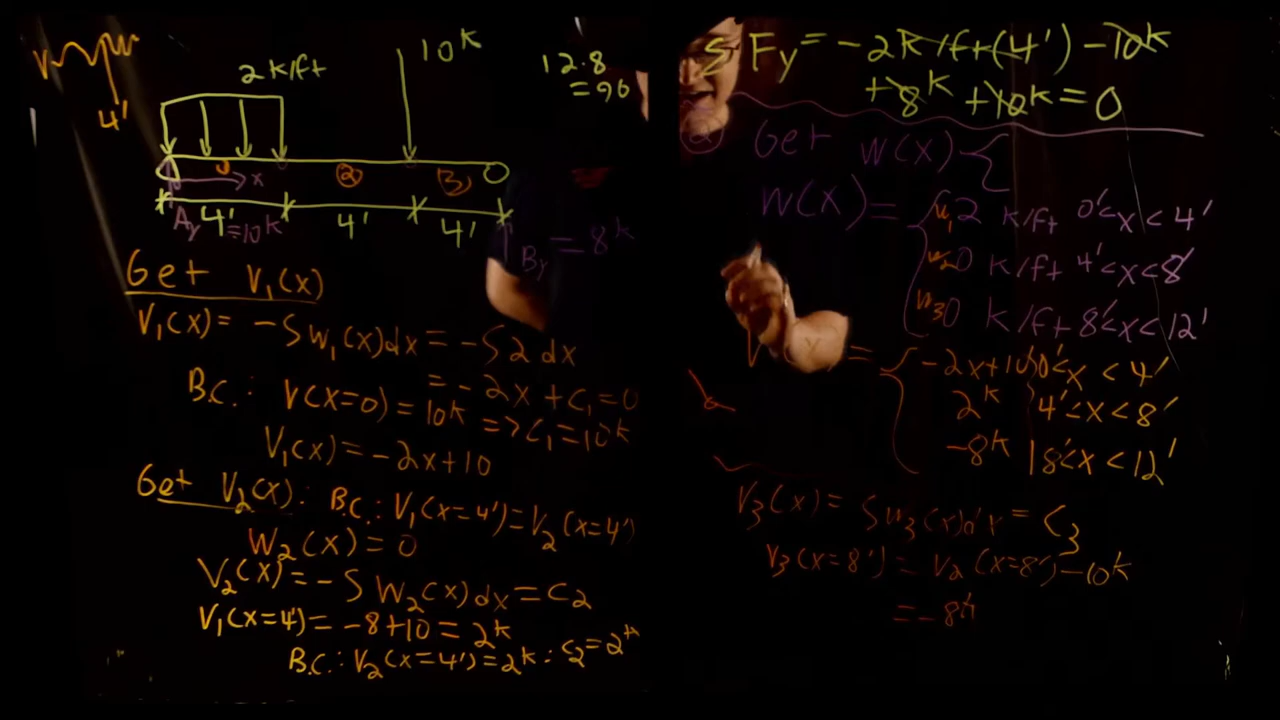 2k/ft
10k
12.8
=96
4'
① ② ③
x
Ay =10k
4' 4' 4'
By = 8k
Get V₁(x)
V₁(x) = -∫w₁(x)dx = -∫2dx
= -2x + C₁ = 0
B.C.: V(x=0) = 10k => C₁ = 10k
V₁(x) = -2x+10
Get V₂(x): B.C.: V₁(x=4') = V₂(x=4')
W₂(x) = 0
V₂(x) = -∫W₂(x)dx = C₂
V₁(x=4') = -8+10 = 2k
B.C.: V₂(x=4') = 2k ∴ C₂ = 2k
ΣFy = -2k/ft(4') -10k
+8k +10k = 0
② Get W(X)
W(X) = { w₁ 2 k/ft 0'<x<4'
w₂ 0 k/ft 4'<x<8'
w₃ 0 k/ft 8'<x<12'
= { -2x+10 | 0'<x<4'
2k | 4'<x<8'
-8k | 8'<x<12'
V₃(x) = ∫w₃(x)dx = C₃
V₃(x=8') = V₂(x=8') -10k
= -8k